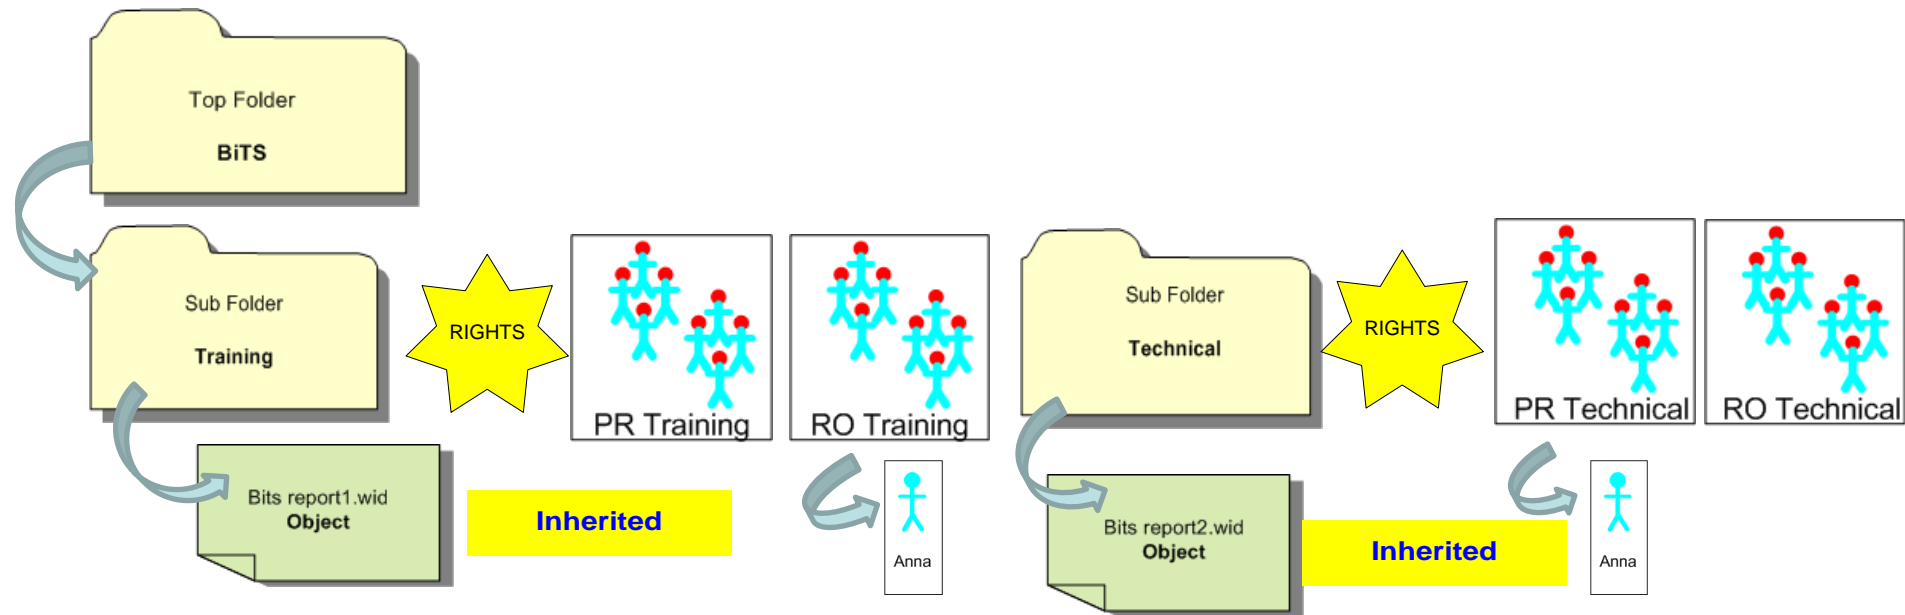 Top Folder
BiTS
Sub Folder
Training
RIGHTS
PR Training
RO Training
Bits report1.wid
Object
Inherited
Anna
Sub Folder
Technical
RIGHTS
PR Technical
RO Technical
Bits report2.wid
Object
Inherited
Anna